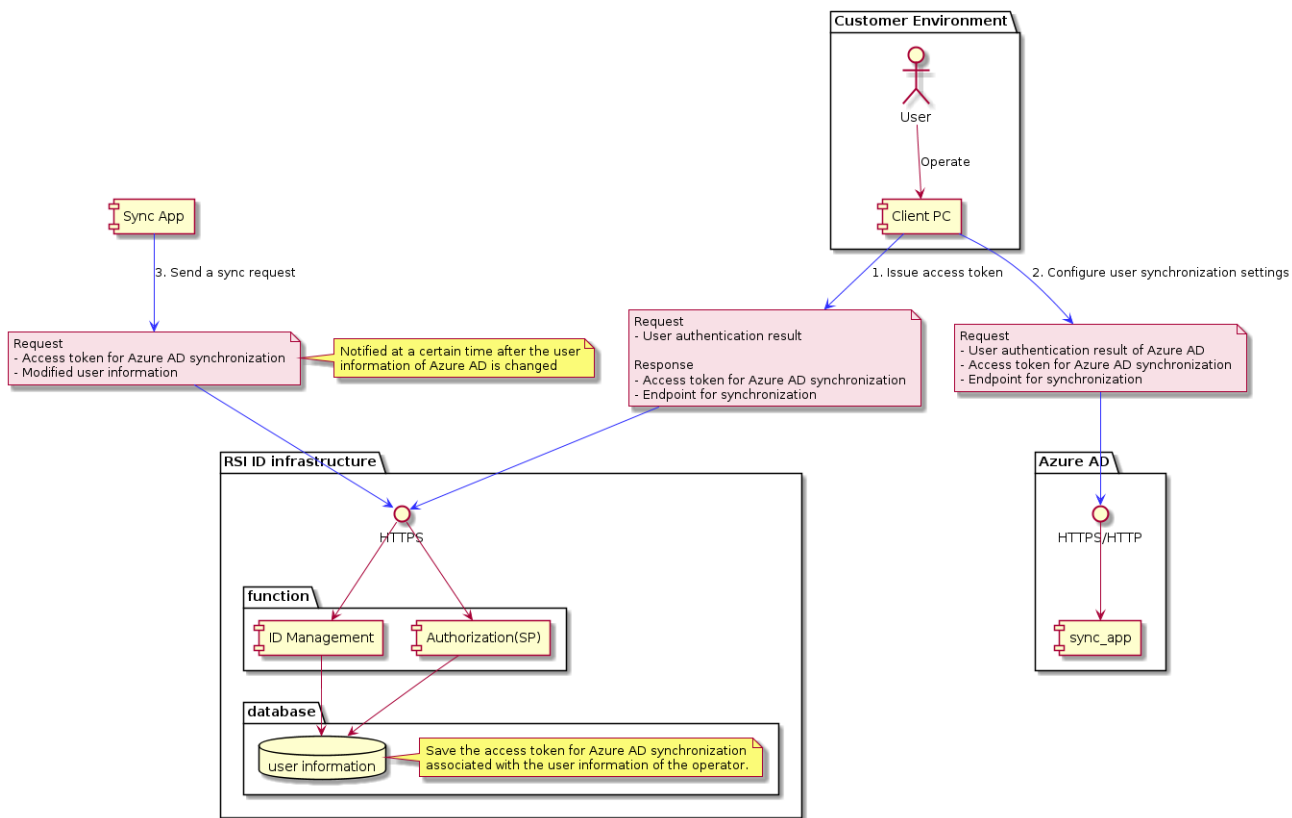 Customer Environment
User
Operate
Sync App
Client PC
3. Send a sync request
1. Issue access token
2. Configure user synchronization settings
Request
- Access token for Azure AD synchronization
- Modified user information
Notified at a certain time after the user
information of Azure AD is changed
Request
- User authentication result
Response
- Access token for Azure AD synchronization
- Endpoint for synchronization
Request
- User authentication result of Azure AD
- Access token for Azure AD synchronization
- Endpoint for synchronization
RSI ID infrastructure
HTTPS
function
ID Management
Authorization(SP)
database
user information
Save the access token for Azure AD synchronization
associated with the user information of the operator.
Azure AD
HTTPS/HTTP
sync_app